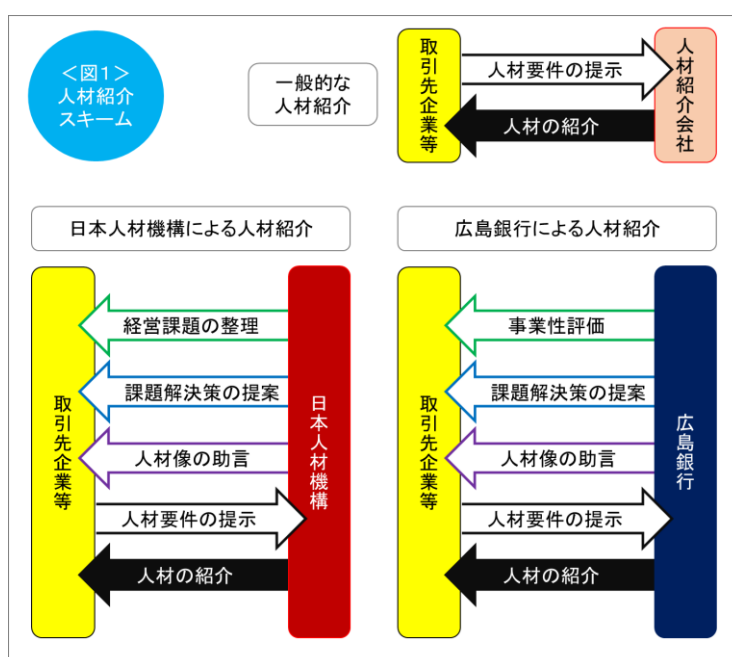 ＜図１＞
人材紹介
スキーム
一般的な
人材紹介
取引先企業等
人材要件の提示
人材の紹介
人材紹介会社
日本人材機構による人材紹介
取引先企業等
経営課題の整理
課題解決策の提案
人材像の助言
人材要件の提示
人材の紹介
日本人材機構
広島銀行による人材紹介
取引先企業等
事業性評価
課題解決策の提案
人材像の助言
人材要件の提示
人材の紹介
広島銀行